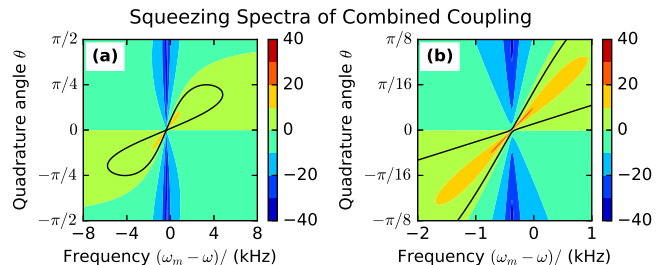 Squeezing Spectra of Combined Coupling
(a)
Quadrature angle θ
π/2
π/4
0
−π/4
−π/2
−8 −4 0 4 8
Frequency (ω_m − ω)/ (kHz)
40
20
0
−20
−40
(b)
Quadrature angle θ
π/8
π/16
0
−π/16
−π/8
−2 −1 0 1
Frequency (ω_m − ω)/ (kHz)
40
20
0
−20
−40